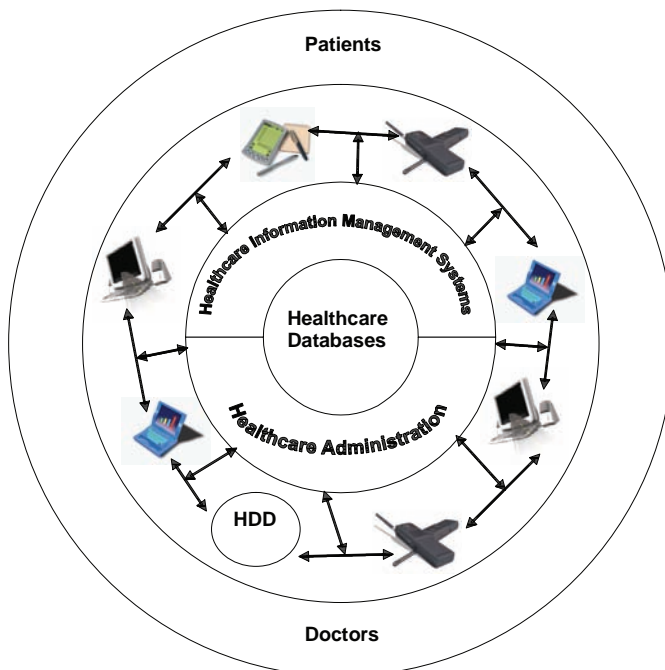 Patients
Healthcare Information Management Systems
Healthcare
Databases
Healthcare Administration
HDD
Doctors